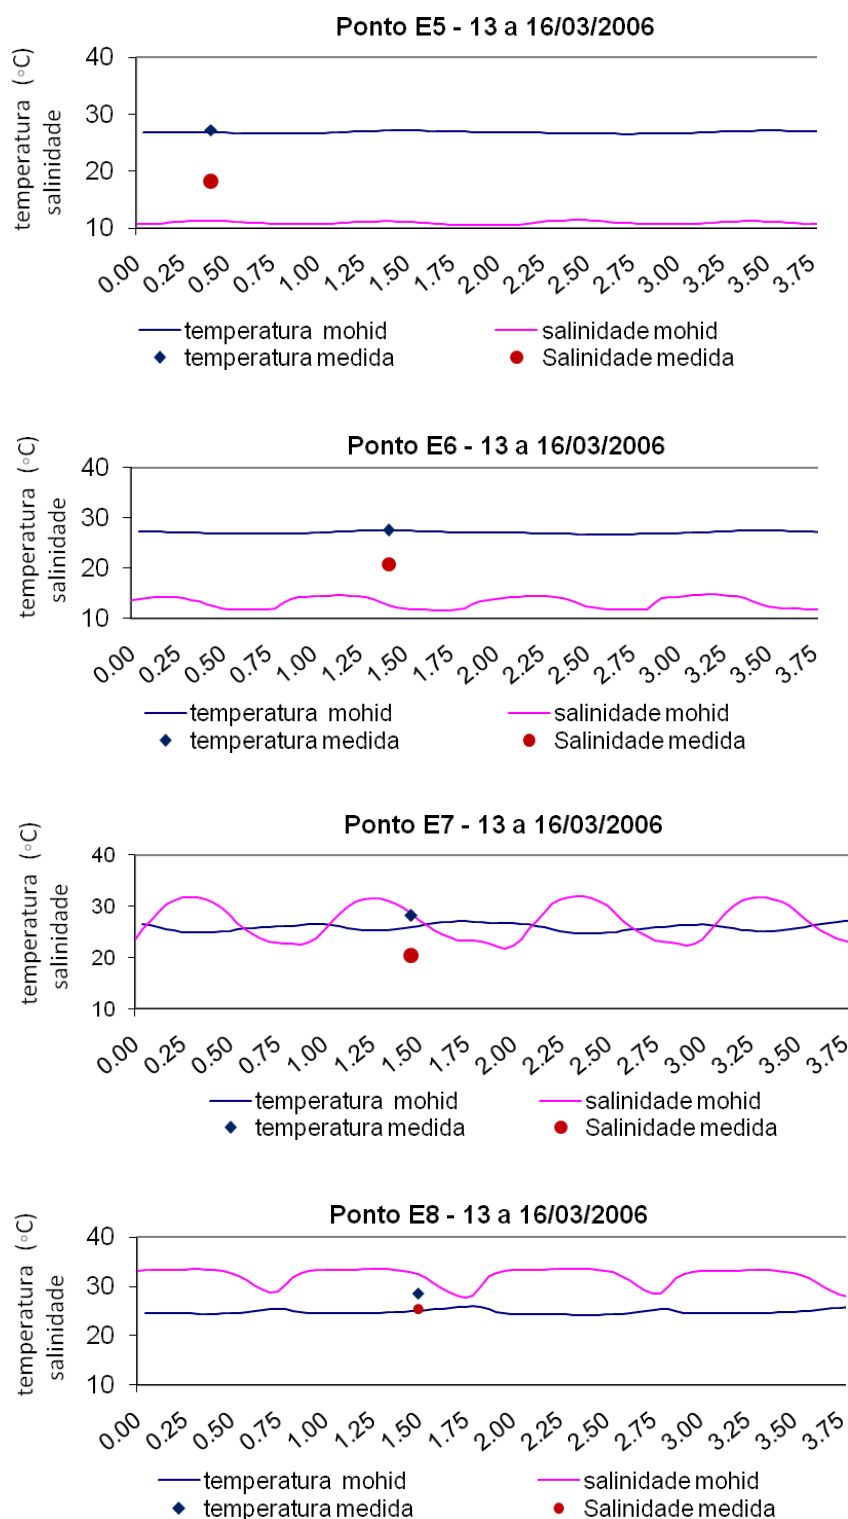 Ponto E5 - 13 a 16/03/2006
temperatura (°C)
salinidade
40
30
20
10
0.00 0.25 0.50 0.75 1.00 1.25 1.50 1.75 2.00 2.25 2.50 2.75 3.00 3.25 3.50 3.75
temperatura mohid salinidade mohid
temperatura medida Salinidade medida
Ponto E6 - 13 a 16/03/2006
temperatura (°C)
salinidade
40
30
20
10
0.00 0.25 0.50 0.75 1.00 1.25 1.50 1.75 2.00 2.25 2.50 2.75 3.00 3.25 3.50 3.75
temperatura mohid salinidade mohid
temperatura medida Salinidade medida
Ponto E7 - 13 a 16/03/2006
temperatura (°C)
salinidade
40
30
20
10
0.00 0.25 0.50 0.75 1.00 1.25 1.50 1.75 2.00 2.25 2.50 2.75 3.00 3.25 3.50 3.75
temperatura mohid salinidade mohid
temperatura medida Salinidade medida
Ponto E8 - 13 a 16/03/2006
temperatura (°C)
salinidade
40
30
20
10
0.00 0.25 0.50 0.75 1.00 1.25 1.50 1.75 2.00 2.25 2.50 2.75 3.00 3.25 3.50 3.75
temperatura mohid salinidade mohid
temperatura medida Salinidade medida